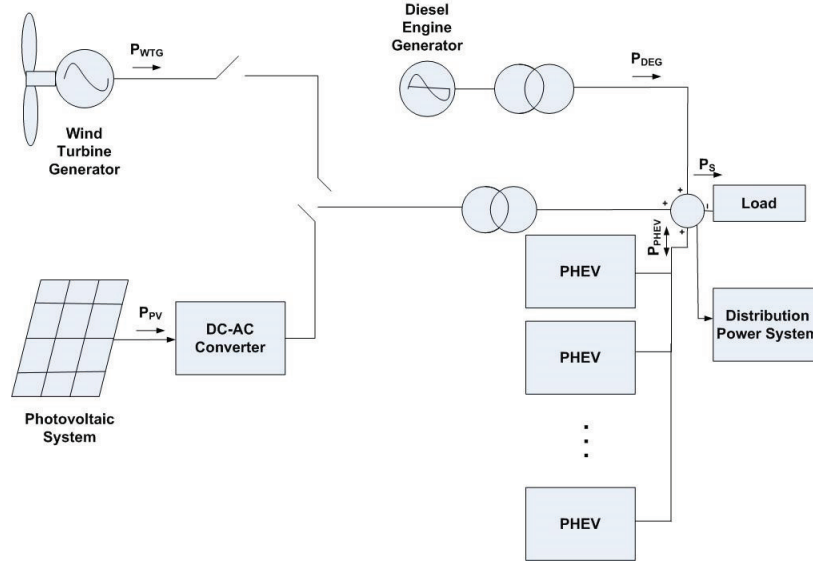 P_WTG
Wind
Turbine
Generator
Diesel
Engine
Generator
P_DEG
P_S
+
+
-
+
Load
P_PHEV
PHEV
PHEV
PHEV
Distribution
Power System
P_PV
DC-AC
Converter
Photovoltaic
System